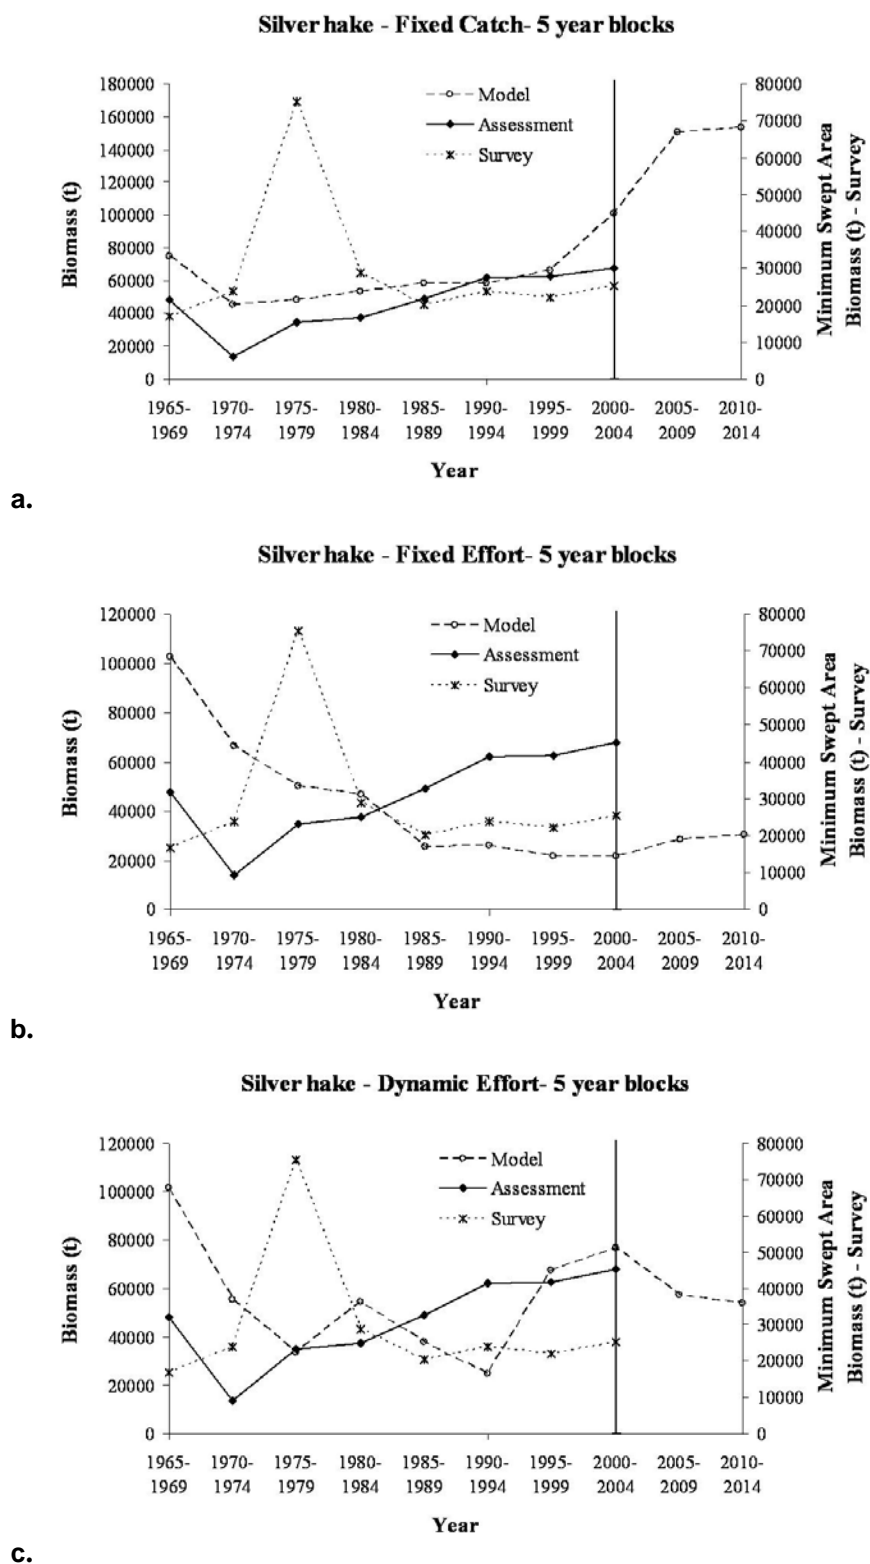 Silver hake - Fixed Catch- 5 year blocks
180000
160000
140000
120000
100000
80000
60000
40000
20000
0
Biomass (t)
Model
Assessment
Survey
80000
70000
60000
50000
40000
30000
20000
10000
0
Minimum Swept Area
Biomass (t) - Survey
1965- 1970- 1975- 1980- 1985- 1990- 1995- 2000- 2005- 2010-
1969 1974 1979 1984 1989 1994 1999 2004 2009 2014
Year
a.
Silver hake - Fixed Effort- 5 year blocks
120000
100000
80000
60000
40000
20000
0
Biomass (t)
Model
Assessment
Survey
80000
70000
60000
50000
40000
30000
20000
10000
0
Minimum Swept Area
Biomass (t) - Survey
1965- 1970- 1975- 1980- 1985- 1990- 1995- 2000- 2005- 2010-
1969 1974 1979 1984 1989 1994 1999 2004 2009 2014
Year
b.
Silver hake - Dynamic Effort- 5 year blocks
120000
100000
80000
60000
40000
20000
0
Biomass (t)
Model
Assessment
Survey
80000
70000
60000
50000
40000
30000
20000
10000
0
Minimum Swept Area
Biomass (t) - Survey
1965- 1970- 1975- 1980- 1985- 1990- 1995- 2000- 2005- 2010-
1969 1974 1979 1984 1989 1994 1999 2004 2009 2014
Year
c.